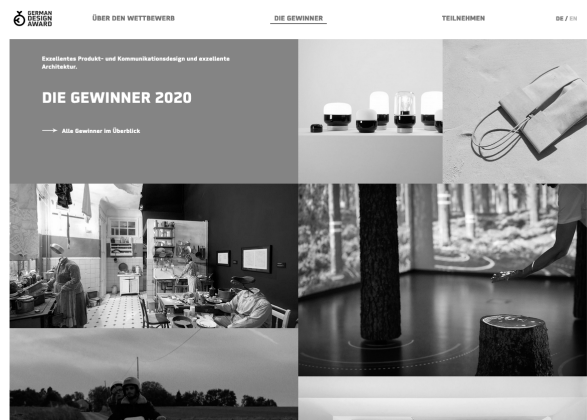 GERMAN
DESIGN
AWARD
ÜBER DEN WETTBEWERB
DIE GEWINNER
TEILNEHMEN
DE / EN
Exzellentes Produkt- und Kommunikationsdesign und exzellente
Architektur.
DIE GEWINNER 2020
Alle Gewinner im Überblick